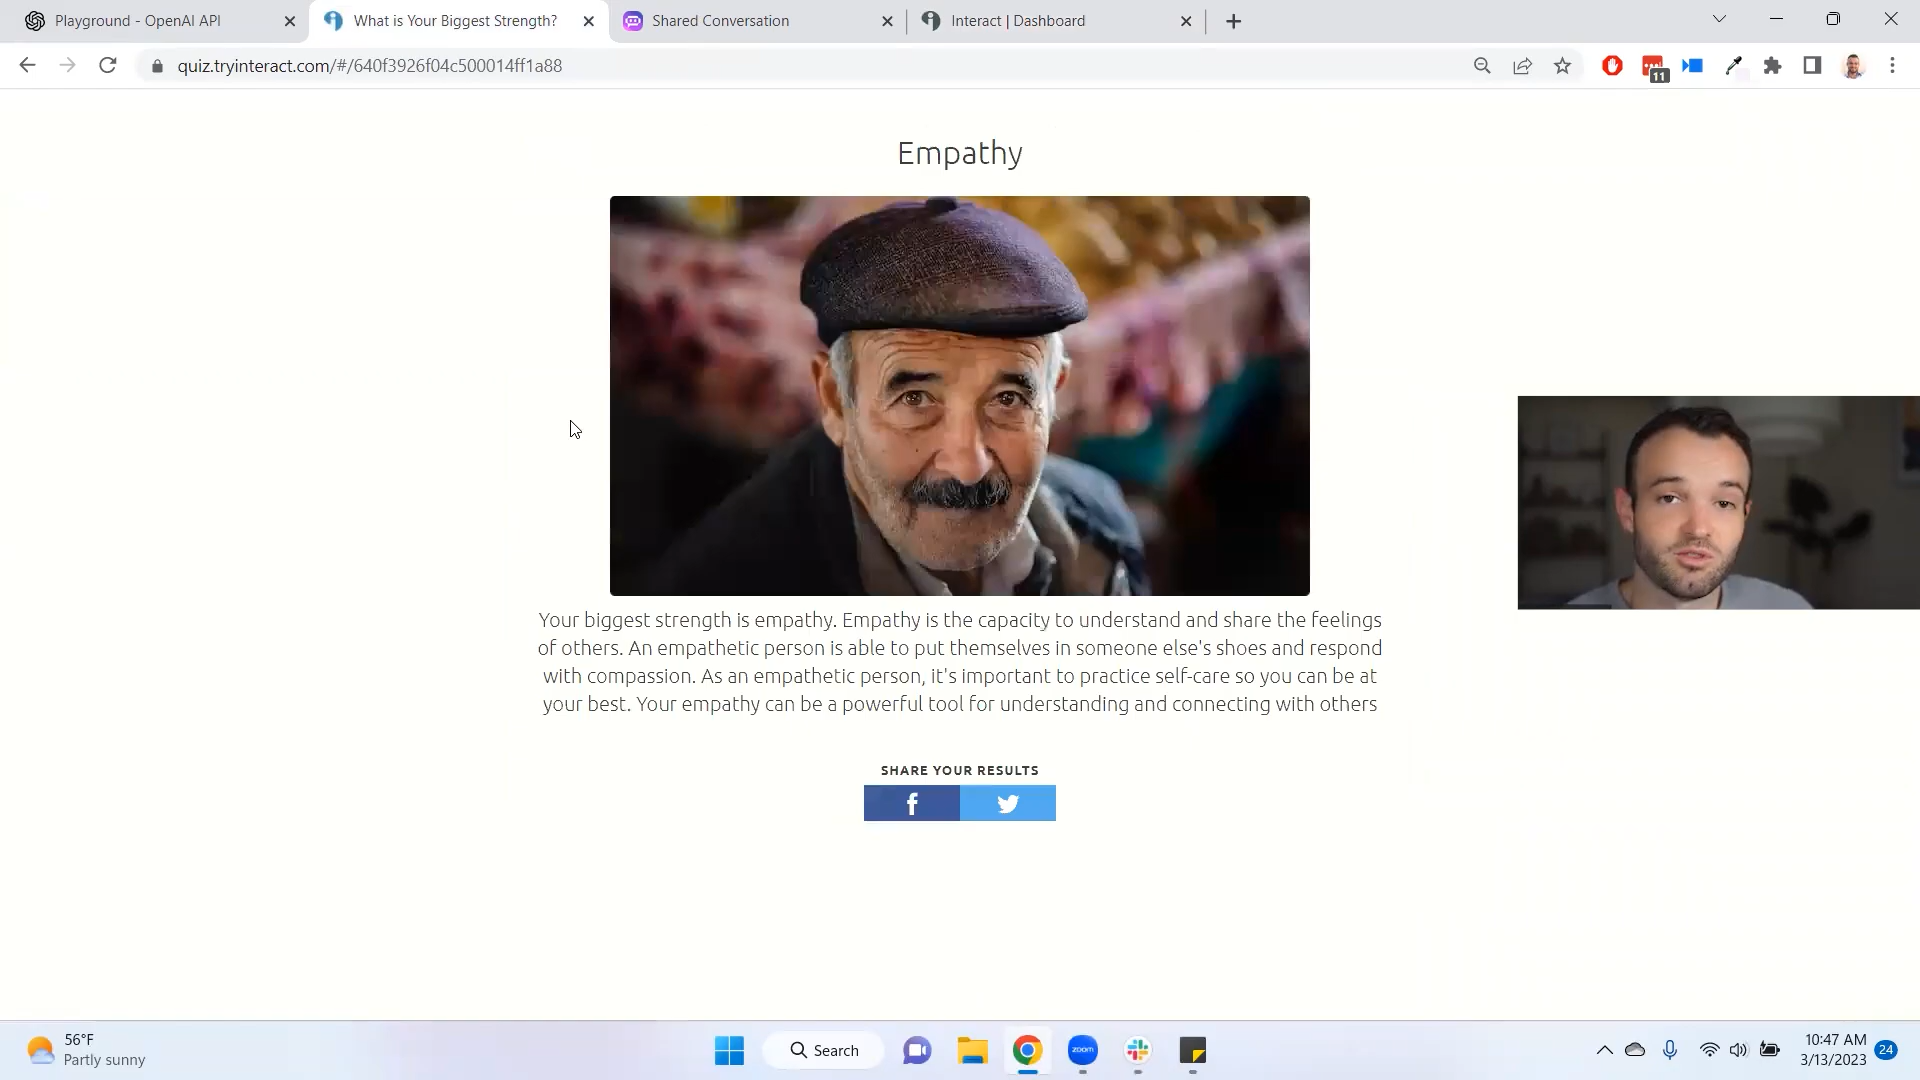 Playground - OpenAI API
What is Your Biggest Strength?
Shared Conversation
Interact | Dashboard
quiz.tryinteract.com/#/640f3926f04c500014ff1a88
11
Empathy
Your biggest strength is empathy. Empathy is the capacity to understand and share the feelings
of others. An empathetic person is able to put themselves in someone else's shoes and respond
with compassion. As an empathetic person, it's important to practice self-care so you can be at
your best. Your empathy can be a powerful tool for understanding and connecting with others
SHARE YOUR RESULTS
56°F
Partly sunny
Search
zoom
10:47 AM
3/13/2023
24